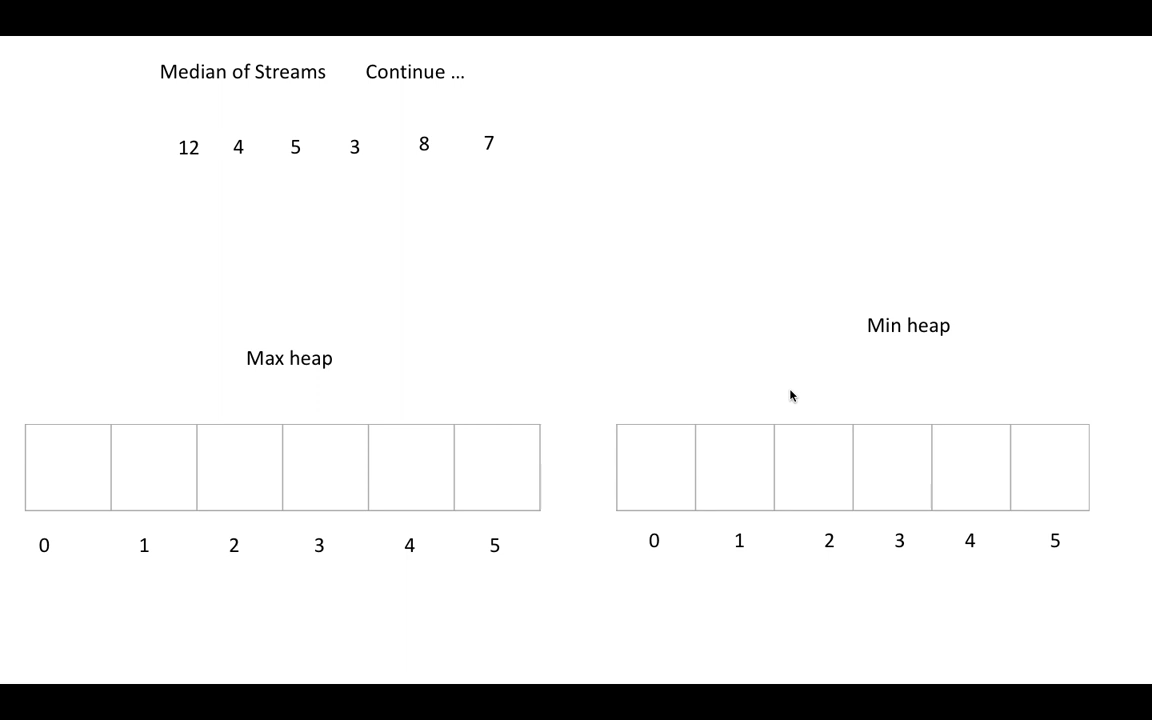 Median of Streams Continue ...
12 4 5 3 8 7
Min heap
Max heap
0 1 2 3 4 5
0 1 2 3 4 5